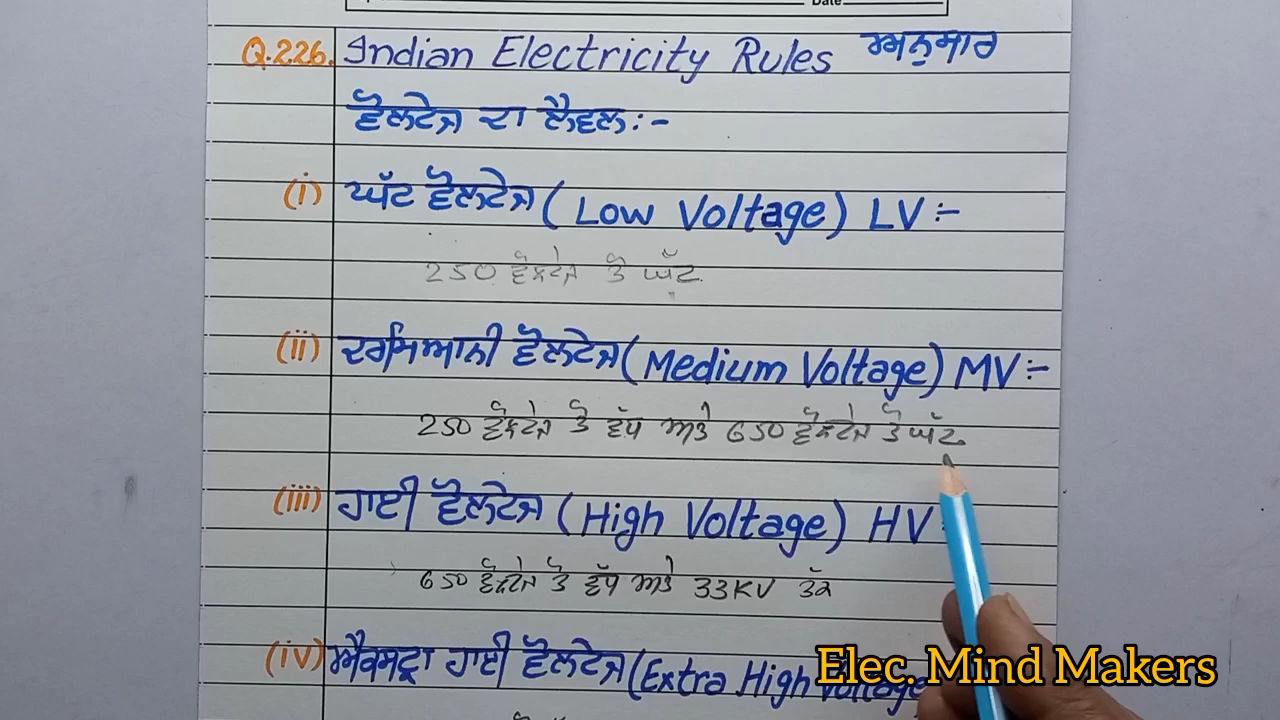 Date
Q.226. Indian Electricity Rules ਅਨੁਸਾਰ
ਵੋਲਟੇਜ ਦਾ ਲੈਵਲ:-
(i) ਘੱਟ ਵੋਲਟੇਜ (Low Voltage) LV :-
250 ਵੋਲਟੇਜ ਤੋਂ ਘੱਟ
(ii) ਦਰਮਿਆਨੀ ਵੋਲਟੇਜ (Medium Voltage) MV :-
250 ਵੋਲਟੇਜ ਤੋਂ ਵੱਧ ਅਤੇ 650 ਵੋਲਟੇਜ ਤੋਂ ਘੱਟ
(iii) ਹਾਈ ਵੋਲਟੇਜ (High Voltage) HV :-
650 ਵੋਲਟੇਜ ਤੋਂ ਵੱਧ ਅਤੇ 33KV ਤੱਕ
(iv) ਐਕਸਟ੍ਰਾ ਹਾਈ ਵੋਲਟੇਜ (Extra High Voltage
Elec. Mind Makers